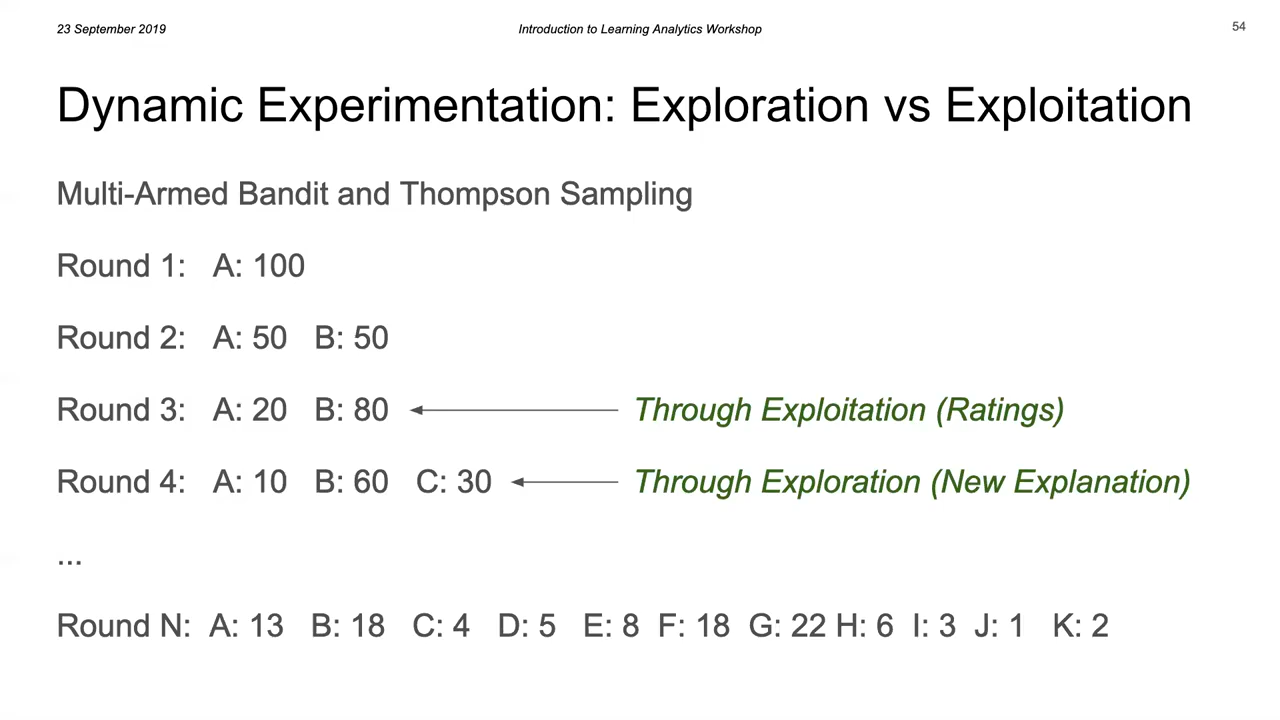 23 September 2019 Introduction to Learning Analytics Workshop 54
Dynamic Experimentation: Exploration vs Exploitation
Multi-Armed Bandit and Thompson Sampling
Round 1: A: 100
Round 2: A: 50 B: 50
Round 3: A: 20 B: 80 Through Exploitation (Ratings)
Round 4: A: 10 B: 60 C: 30 Through Exploration (New Explanation)
...
Round N: A: 13 B: 18 C: 4 D: 5 E: 8 F: 18 G: 22 H: 6 I: 3 J: 1 K: 2